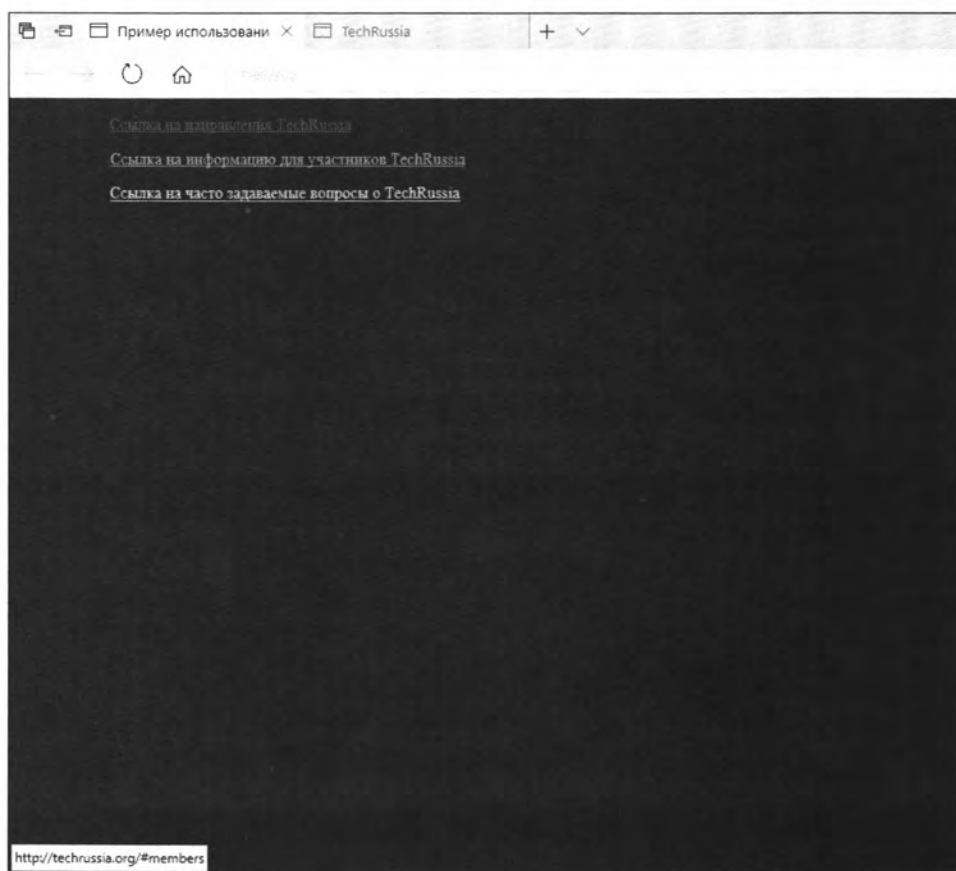 Пример использовани
TechRussia
Ссылка на направления TechRussia
Ссылка на информацию для участников TechRussia
Ссылка на часто задаваемые вопросы о TechRussia
http://techrussia.org/#members